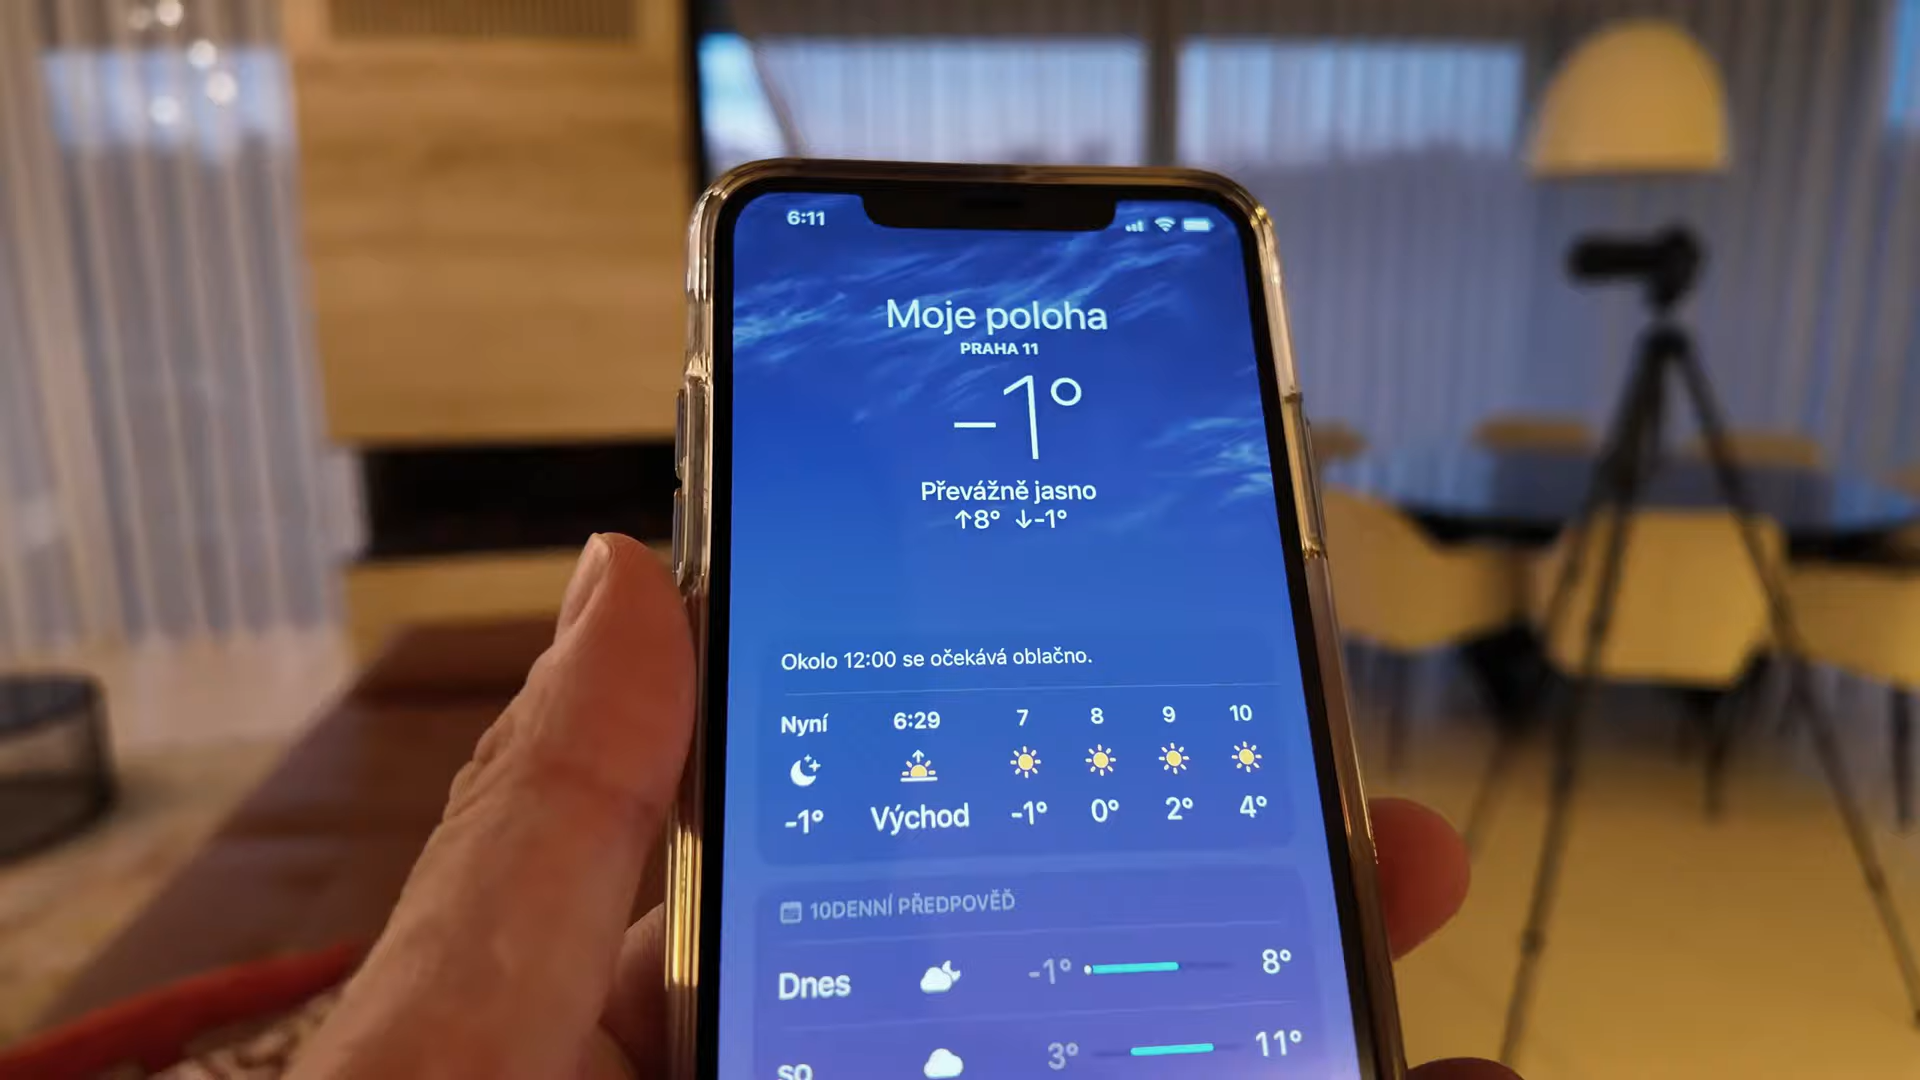 6:11
Moje poloha
PRAHA 11
–1°
Převážně jasno
↑8° ↓-1°
Okolo 12:00 se očekává oblačno.
Nyní 6:29 7 8 9 10
-1° Východ -1° 0° 2° 4°
10DENNÍ PŘEDPOVĚĎ
Dnes -1° 8°
so 3° 11°